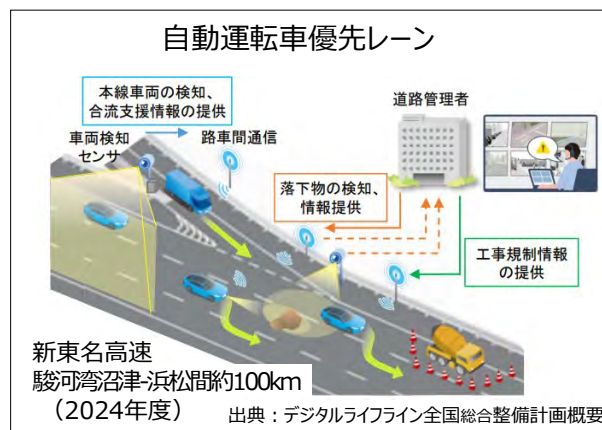 自動運転車優先レーン
本線車両の検知、
合流支援情報の提供
車両検知
センサ
路車間通信
道路管理者
落下物の検知、
情報提供
工事規制情報
の提供
新東名高速
駿河湾沼津-浜松間約100km
（2024年度）
出典：デジタルライフライン全国総合整備計画概要